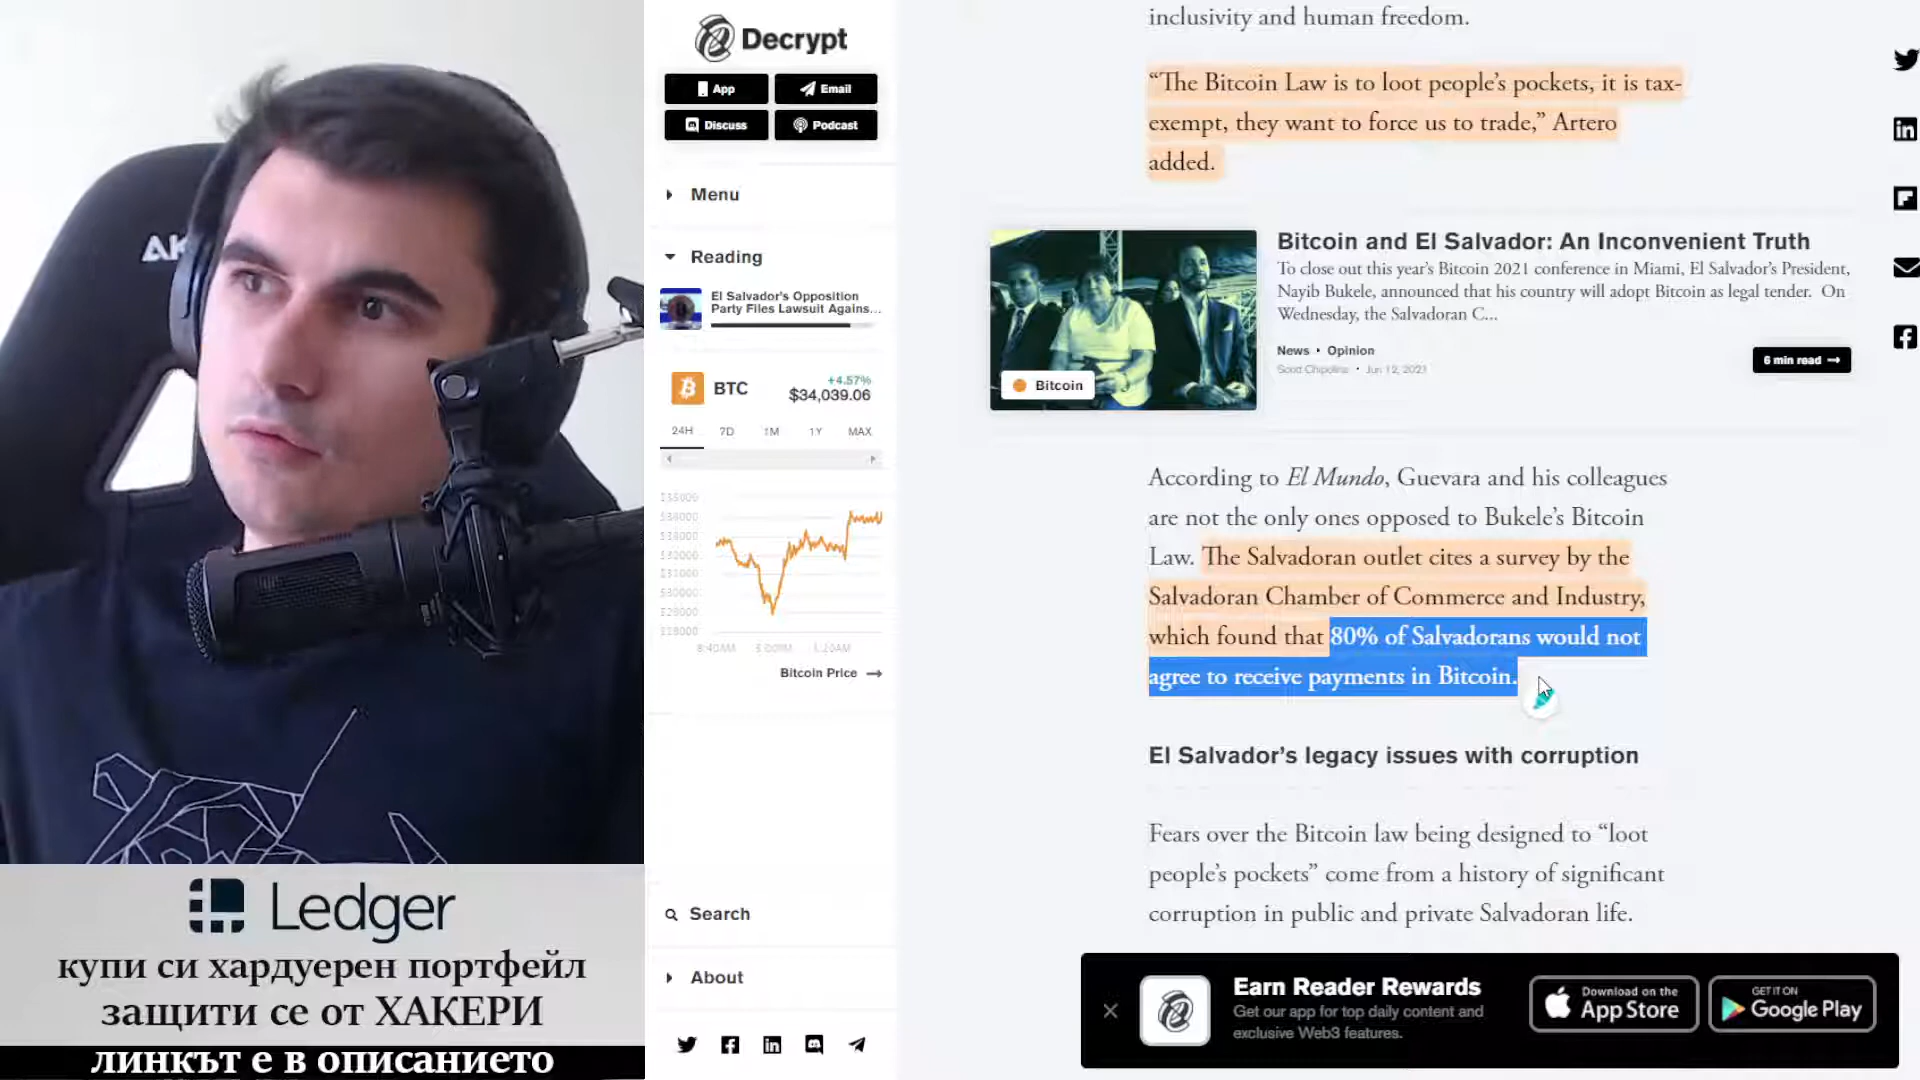 AK
Ledger
купи си хардуерен портфейл
защити се от ХАКЕРИ
линкът е в описанието
Decrypt
App
Email
Discuss
Podcast
Menu
Reading
El Salvador's Opposition
Party Files Lawsuit Agains...
BTC
+4.57%
$34,039.06
24H 7D 1M 1Y MAX
Bitcoin Price →
Search
About
inclusivity and human freedom.
“The Bitcoin Law is to loot people’s pockets, it is tax-
exempt, they want to force us to trade,” Artero
added.
Bitcoin
Bitcoin and El Salvador: An Inconvenient Truth
To close out this year’s Bitcoin 2021 conference in Miami, El Salvador’s President,
Nayib Bukele, announced that his country will adopt Bitcoin as legal tender. On
Wednesday, the Salvadoran C...
News • Opinion
Jun 12, 2021
6 min read →
According to El Mundo, Guevara and his colleagues
are not the only ones opposed to Bukele’s Bitcoin
Law. The Salvadoran outlet cites a survey by the
Salvadoran Chamber of Commerce and Industry,
which found that 80% of Salvadorans would not
agree to receive payments in Bitcoin.
El Salvador’s legacy issues with corruption
Fears over the Bitcoin law being designed to “loot
people’s pockets” come from a history of significant
corruption in public and private Salvadoran life.
Earn Reader Rewards
Get our app for top daily content and
exclusive Web3 features.
Download on the
App Store
GET IT ON
Google Play